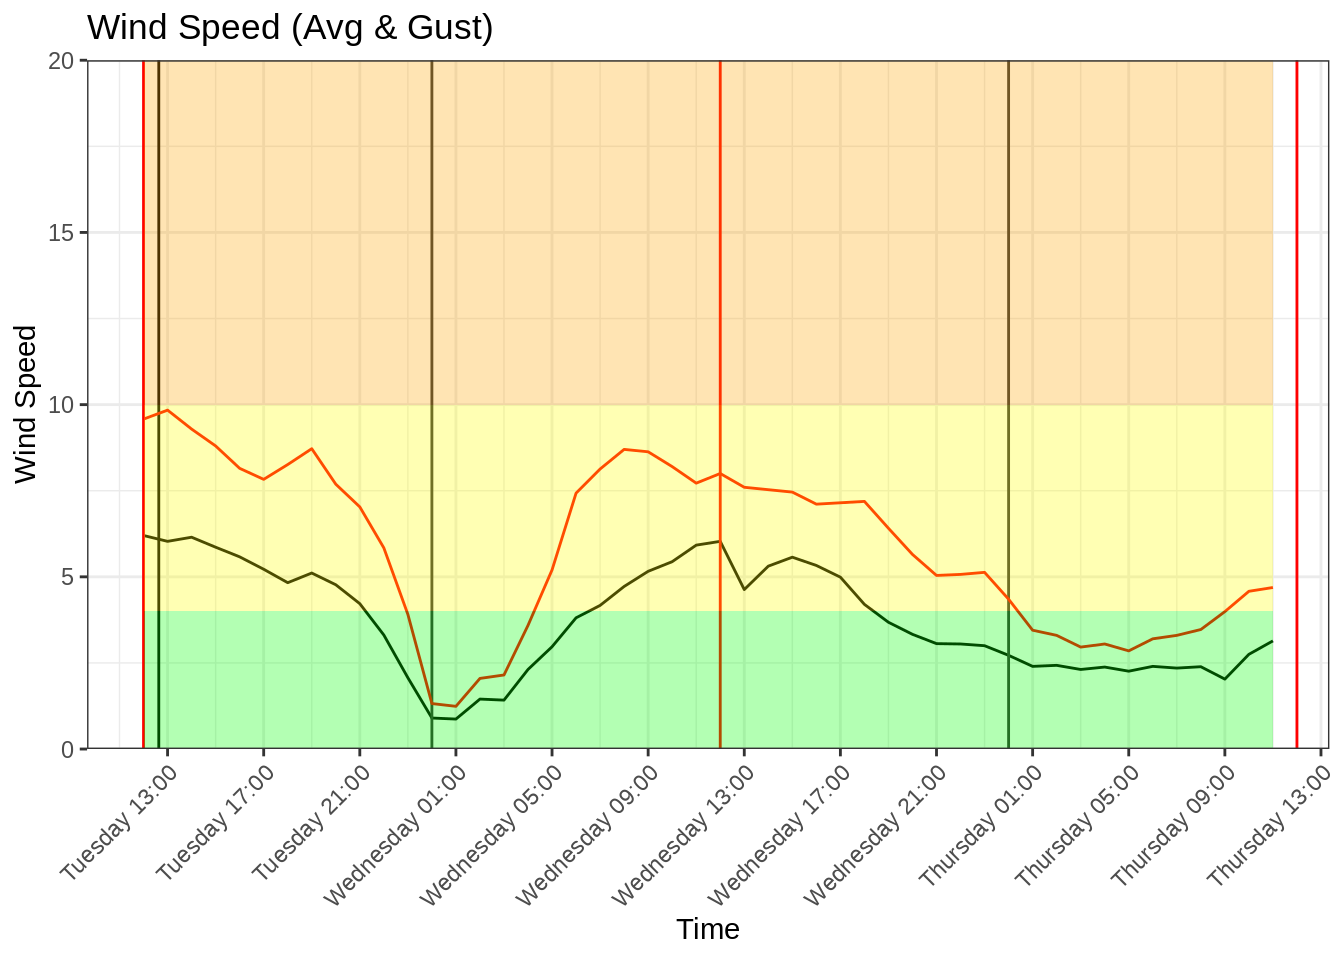 Wind Speed (Avg & Gust)
20
15
10
5
0
Wind Speed
Tuesday 13:00
Tuesday 17:00
Tuesday 21:00
Wednesday 01:00
Wednesday 05:00
Wednesday 09:00
Wednesday 13:00
Wednesday 17:00
Wednesday 21:00
Thursday 01:00
Thursday 05:00
Thursday 09:00
Thursday 13:00
Time